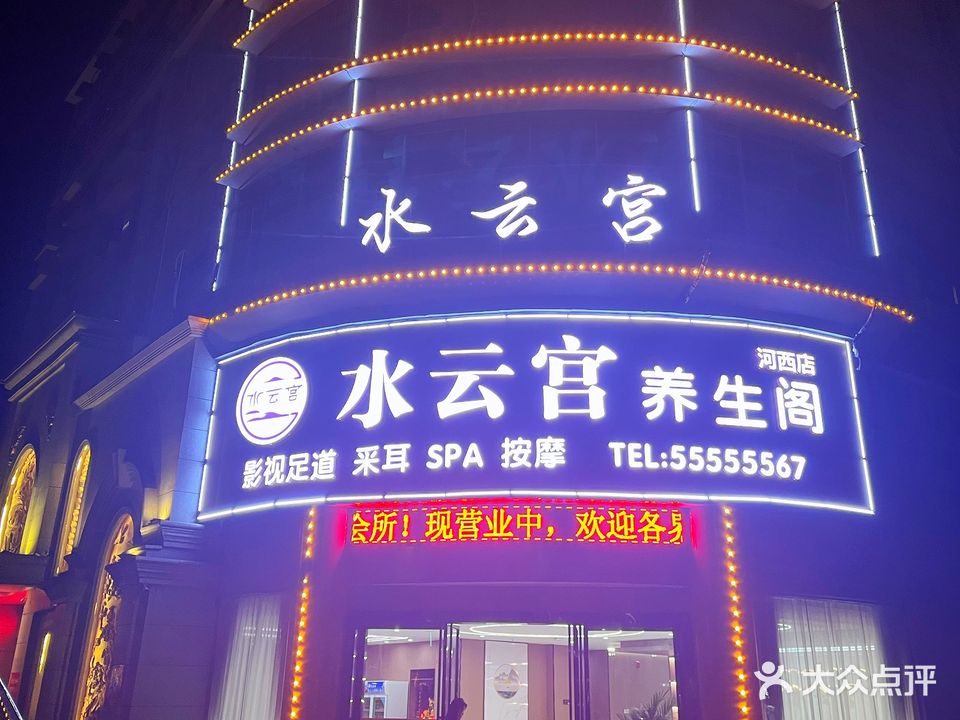 水云宫
水云宫
水云宫 养生阁
河西店
影视足道 采耳 SPA 按摩 TEL:55555567
会所！现营业中，欢迎各界
大众点评